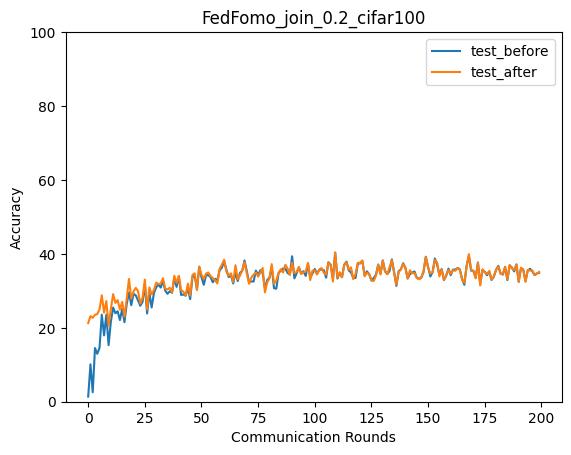 FedFomo_join_0.2_cifar100
test_before
test_after
Accuracy
100
80
60
40
20
0
0 25 50 75 100 125 150 175 200
Communication Rounds